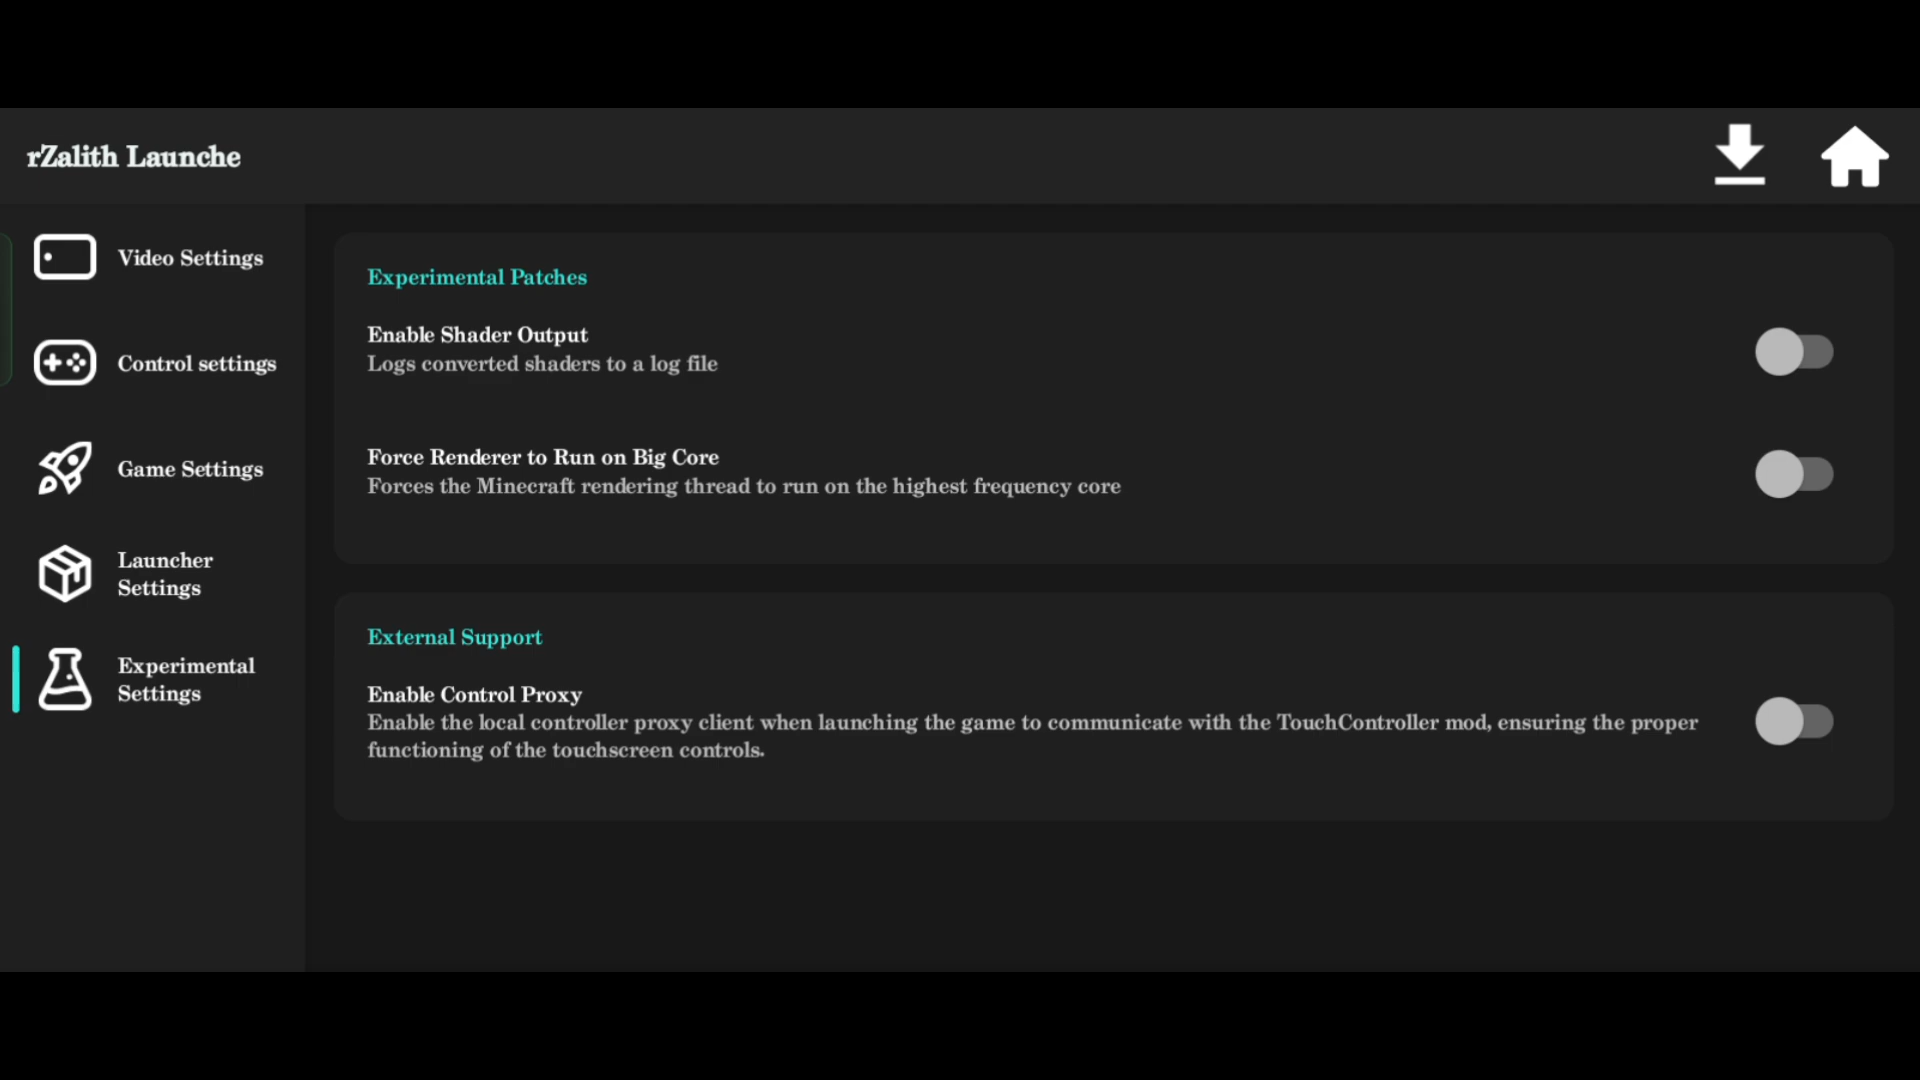 rZalith Launche
Video Settings
Control settings
Game Settings
Launcher
Settings
Experimental
Settings
Experimental Patches
Enable Shader Output
Logs converted shaders to a log file
Force Renderer to Run on Big Core
Forces the Minecraft rendering thread to run on the highest frequency core
External Support
Enable Control Proxy
Enable the local controller proxy client when launching the game to communicate with the TouchController mod, ensuring the proper
functioning of the touchscreen controls.